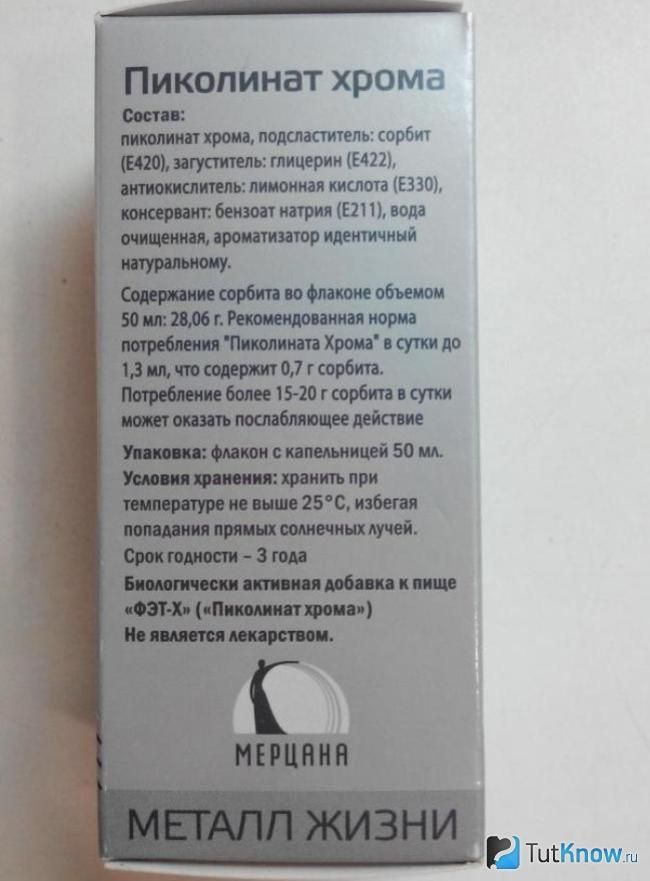 Пиколинат хрома
Состав:
пиколинат хрома, подсластитель: сорбит
(Е420), загуститель: глицерин (Е422),
антиокислитель: лимонная кислота (Е330),
консервант: бензоат натрия (Е211), вода
очищенная, ароматизатор идентичный
натуральному.
Содержание сорбита во флаконе объемом
50 мл: 28,06 г. Рекомендованная норма
потребления "Пиколината Хрома" в сутки до
1,3 мл, что содержит 0,7 г сорбита.
Потребление более 15-20 г сорбита в сутки
может оказать послабляющее действие
Упаковка: флакон с капельницей 50 мл.
Условия хранения: хранить при
температуре не выше 25°С, избегая
попадания прямых солнечных лучей.
Срок годности – 3 года
Биологически активная добавка к пище
«ФЭТ-Х» («Пиколинат хрома»)
Не является лекарством.
МЕРЦАНА
МЕТАЛЛ ЖИЗНИ
TutKnow.ru